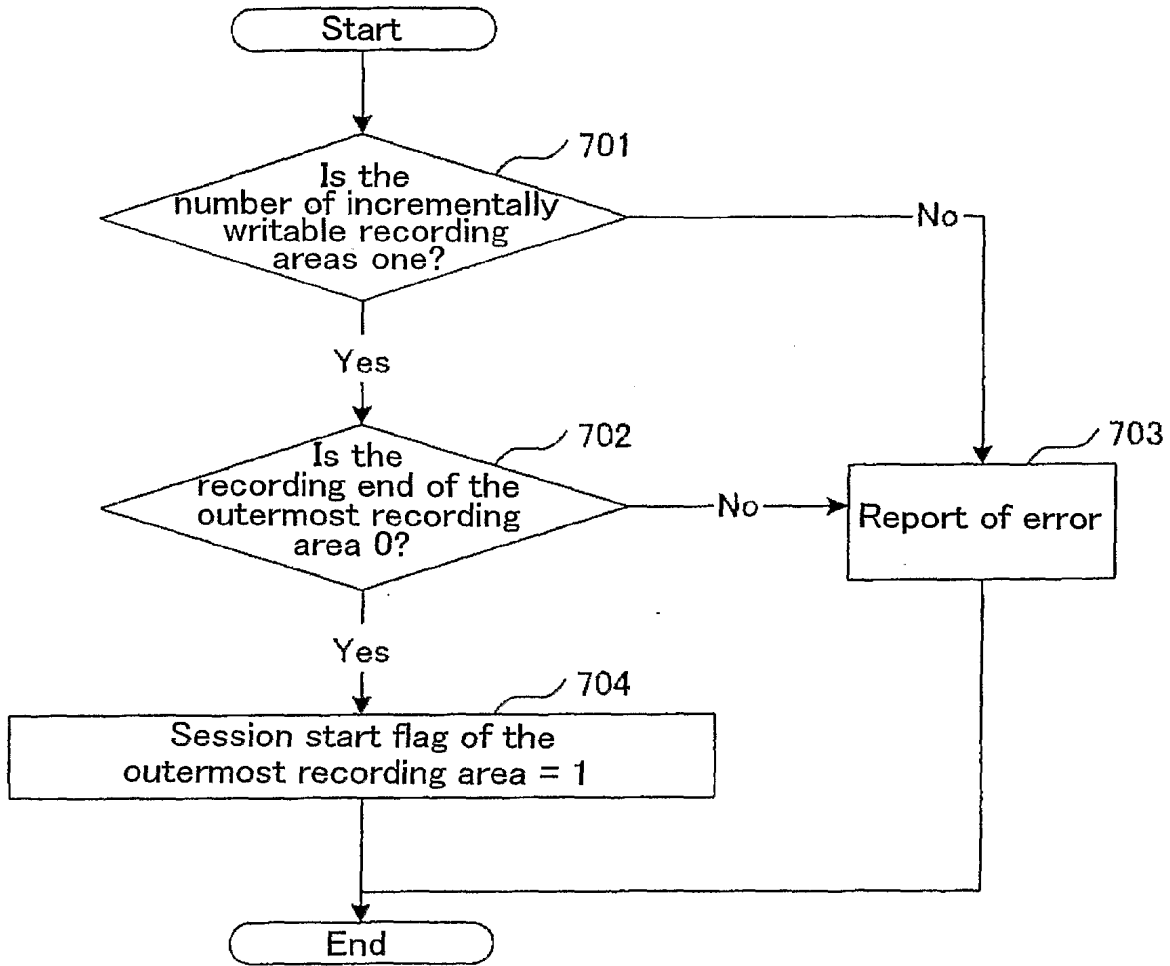 Start
701
Is the
number of incrementally
writable recording
areas one?
No
Yes
702
Is the
recording end of the
outermost recording
area 0?
No
703
Report of error
Yes
704
Session start flag of the
outermost recording area = 1
End